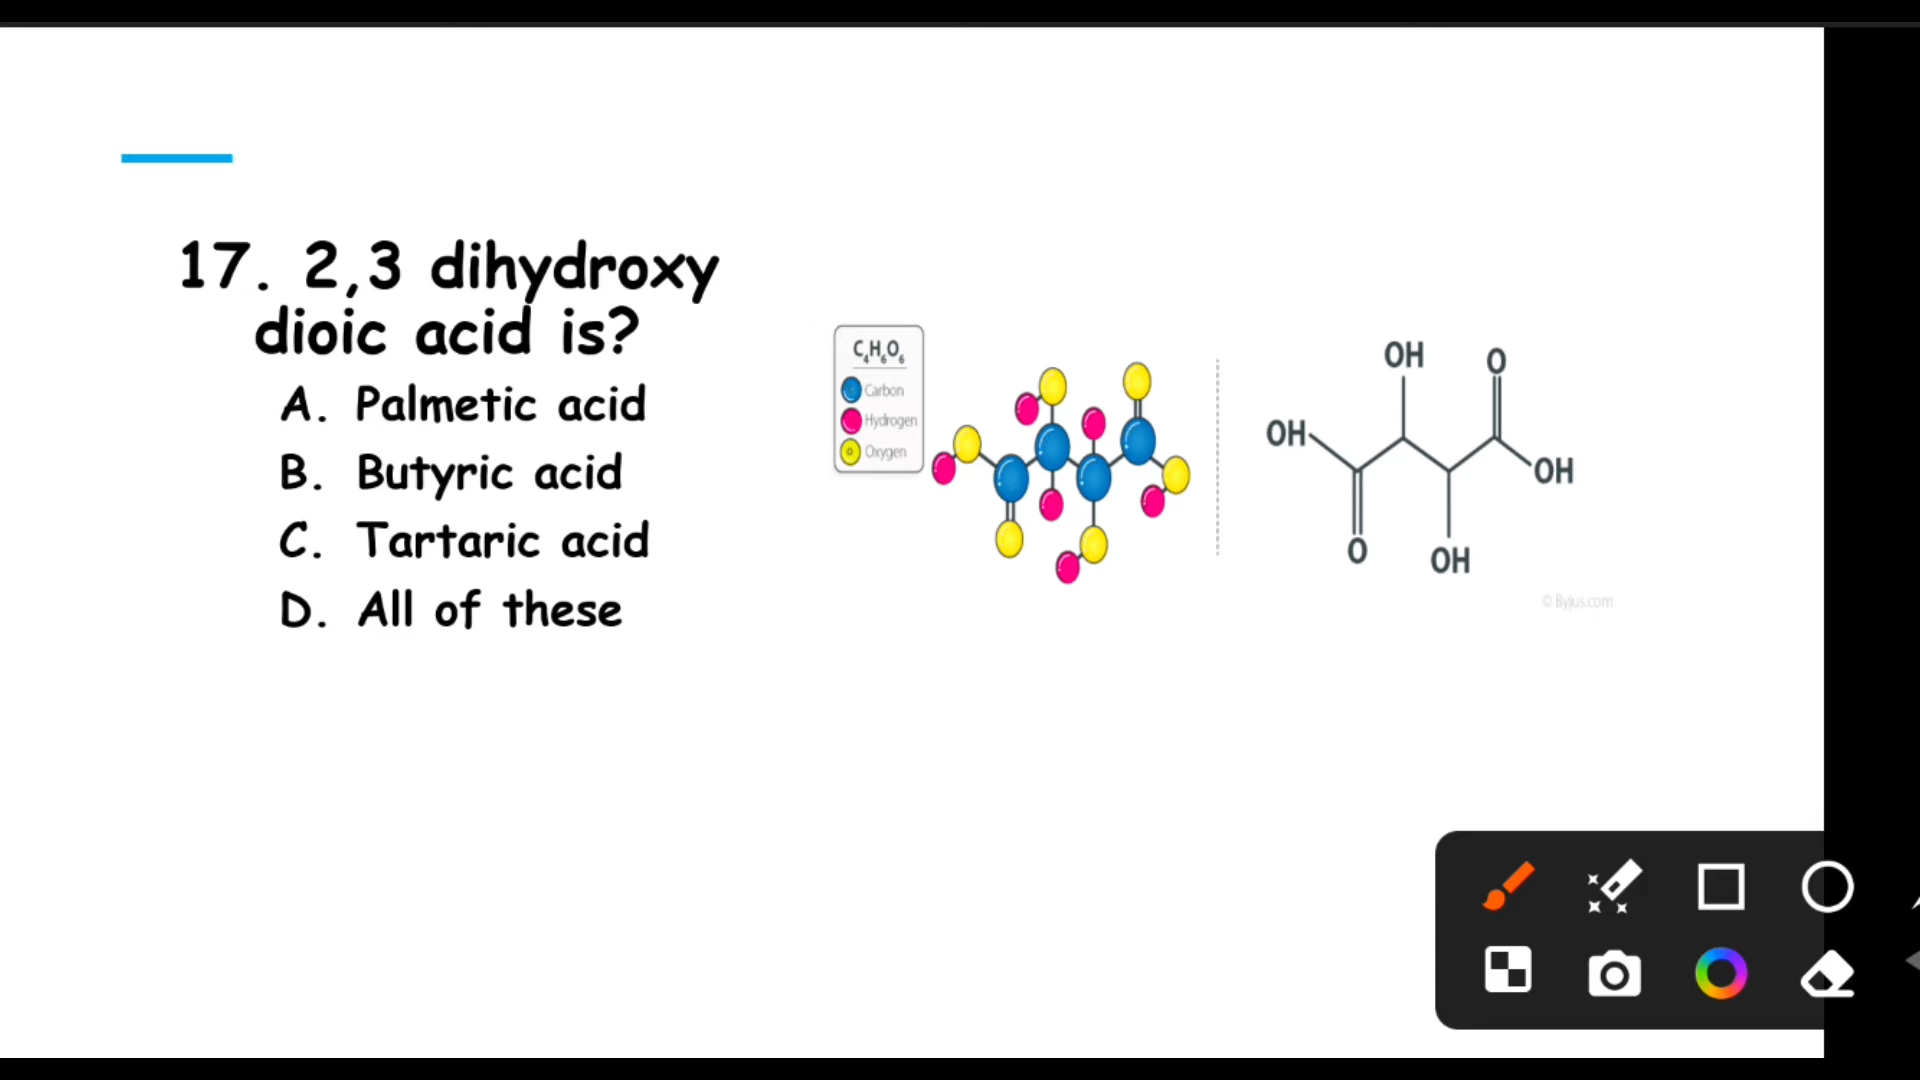 17. 2,3 dihydroxy
dioic acid is?
A. Palmetic acid
B. Butyric acid
C. Tartaric acid
D. All of these
C4H6O6
Carbon
Hydrogen
Oxygen
OH
O
OH
OH
O
OH
© Byjus.com